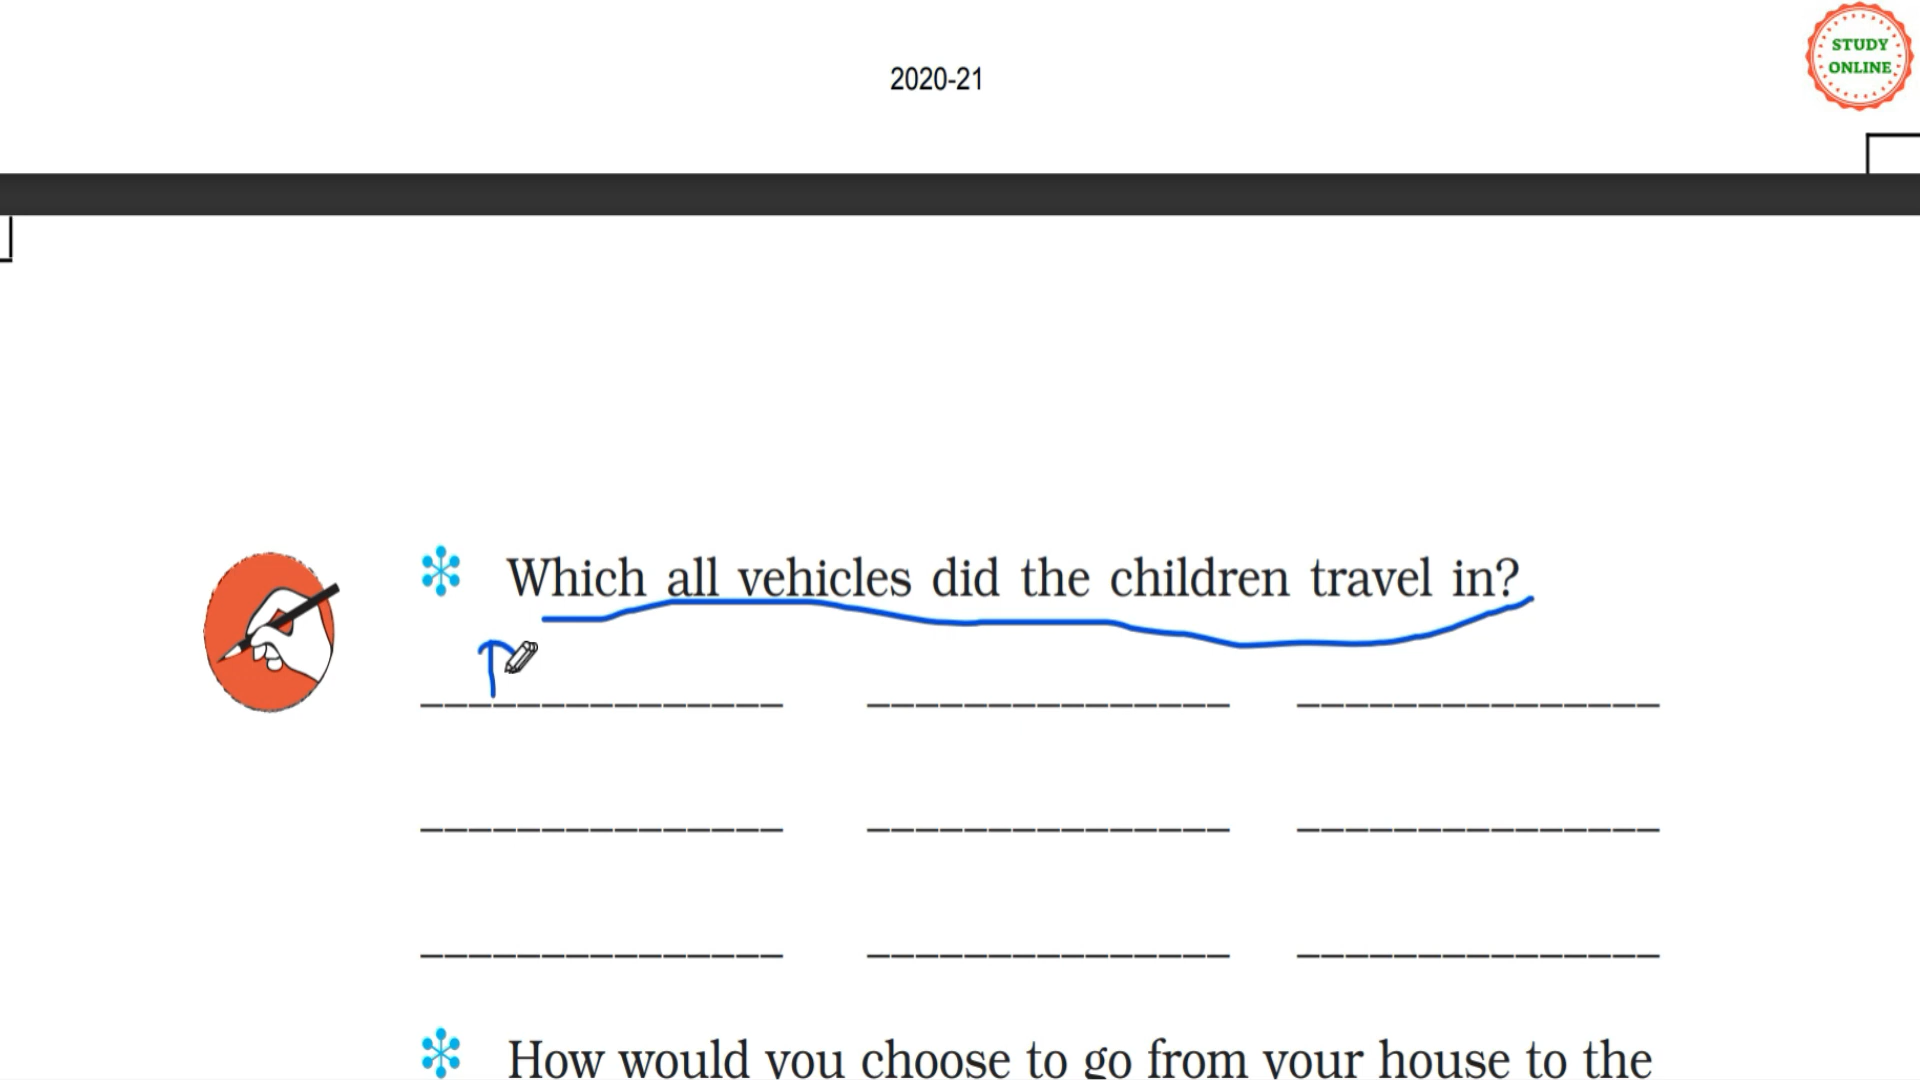 2020-21
STUDY
ONLINE
Which all vehicles did the children travel in?
How would you choose to go from your house to the